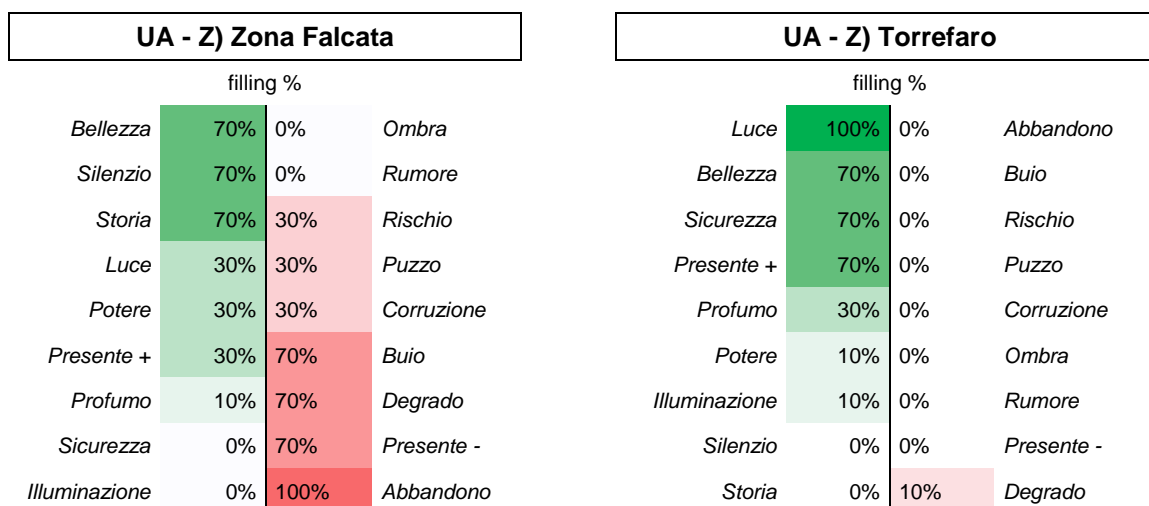 UA - Z) Zona Falcata
filling %
Bellezza 70% 0% Ombra
Silenzio 70% 0% Rumore
Storia 70% 30% Rischio
Luce 30% 30% Puzzo
Potere 30% 30% Corruzione
Presente + 30% 70% Buio
Profumo 10% 70% Degrado
Sicurezza 0% 70% Presente -
Illuminazione 0% 100% Abbandono
UA - Z) Torrefaro
filling %
Luce 100% 0% Abbandono
Bellezza 70% 0% Buio
Sicurezza 70% 0% Rischio
Presente + 70% 0% Puzzo
Profumo 30% 0% Corruzione
Potere 10% 0% Ombra
Illuminazione 10% 0% Rumore
Silenzio 0% 0% Presente -
Storia 0% 10% Degrado